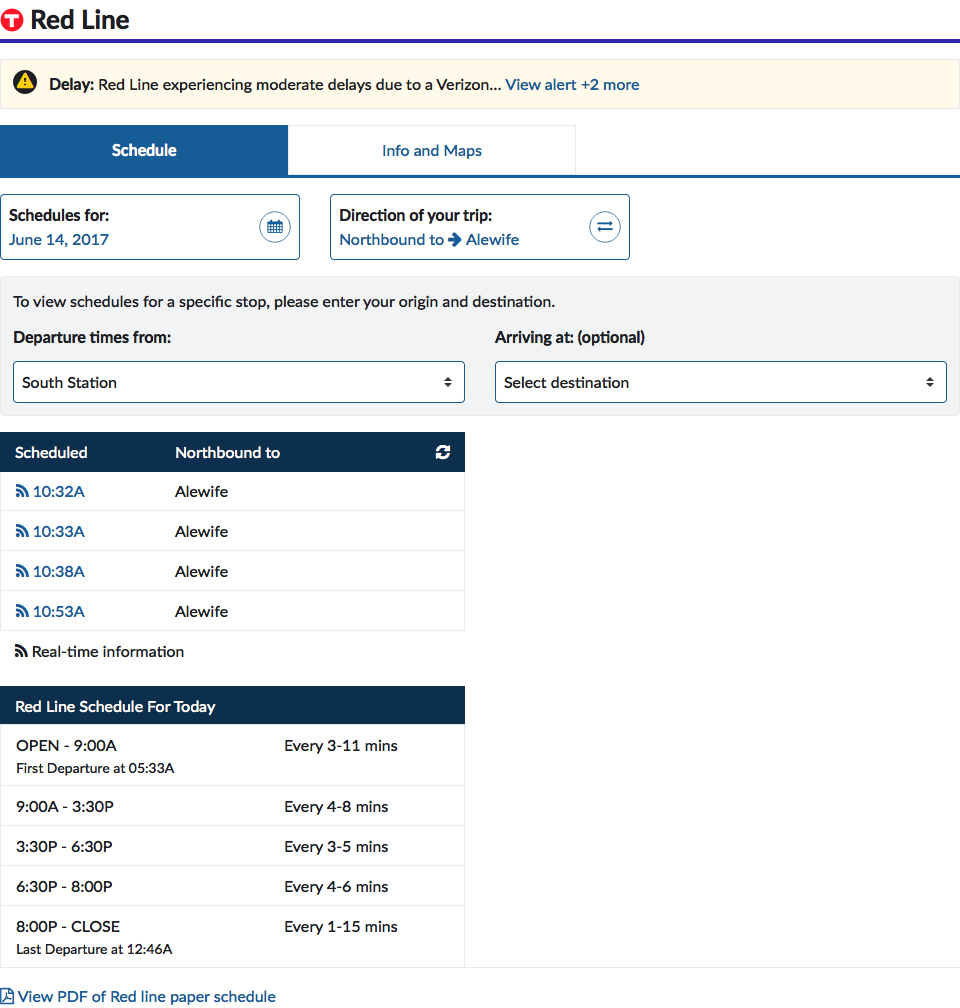 T Red Line
Delay: Red Line experiencing moderate delays due to a Verizon... View alert +2 more
Schedule Info and Maps
Schedules for:
June 14, 2017
Direction of your trip:
Northbound to Alewife
To view schedules for a specific stop, please enter your origin and destination.
Departure times from:
South Station
Arriving at: (optional)
Select destination
Scheduled Northbound to
10:32A Alewife
10:33A Alewife
10:38A Alewife
10:53A Alewife
Real-time information
Red Line Schedule For Today
OPEN - 9:00A Every 3-11 mins
First Departure at 05:33A
9:00A - 3:30P Every 4-8 mins
3:30P - 6:30P Every 3-5 mins
6:30P - 8:00P Every 4-6 mins
8:00P - CLOSE Every 1-15 mins
Last Departure at 12:46A
View PDF of Red line paper schedule